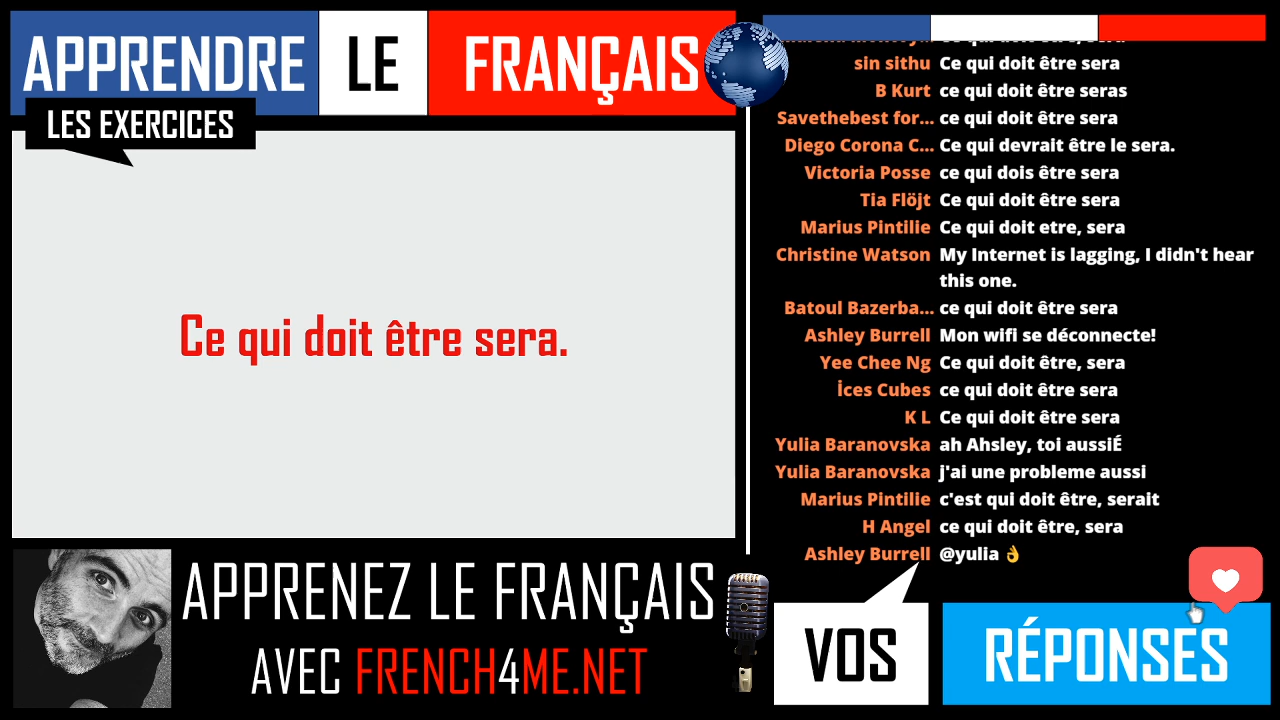 APPRENDRE LE FRANÇAIS
LES EXERCICES
Ce qui doit être sera.
APPRENEZ LE FRANÇAIS
AVEC FRENCH4ME.NET
sin sithu Ce qui doit être sera
B Kurt ce qui doit être seras
Savethebest for... ce qui doit être sera
Diego Corona C... Ce qui devrait être le sera.
Victoria Posse ce qui dois être sera
Tia Flöjt Ce qui doit être sera
Marius Pintilie Ce qui doit etre, sera
Christine Watson My Internet is lagging, I didn't hear
this one.
Batoul Bazerba... ce qui doit être sera
Ashley Burrell Mon wifi se déconnecte!
Yee Chee Ng Ce qui doit être, sera
İces Cubes ce qui doit être sera
K L Ce qui doit être sera
Yulia Baranovska ah Ahsley, toi aussiÉ
Yulia Baranovska j'ai une probleme aussi
Marius Pintilie c'est qui doit être, serait
H Angel ce qui doit être, sera
Ashley Burrell @yulia 👌
VOS RÉPONSES